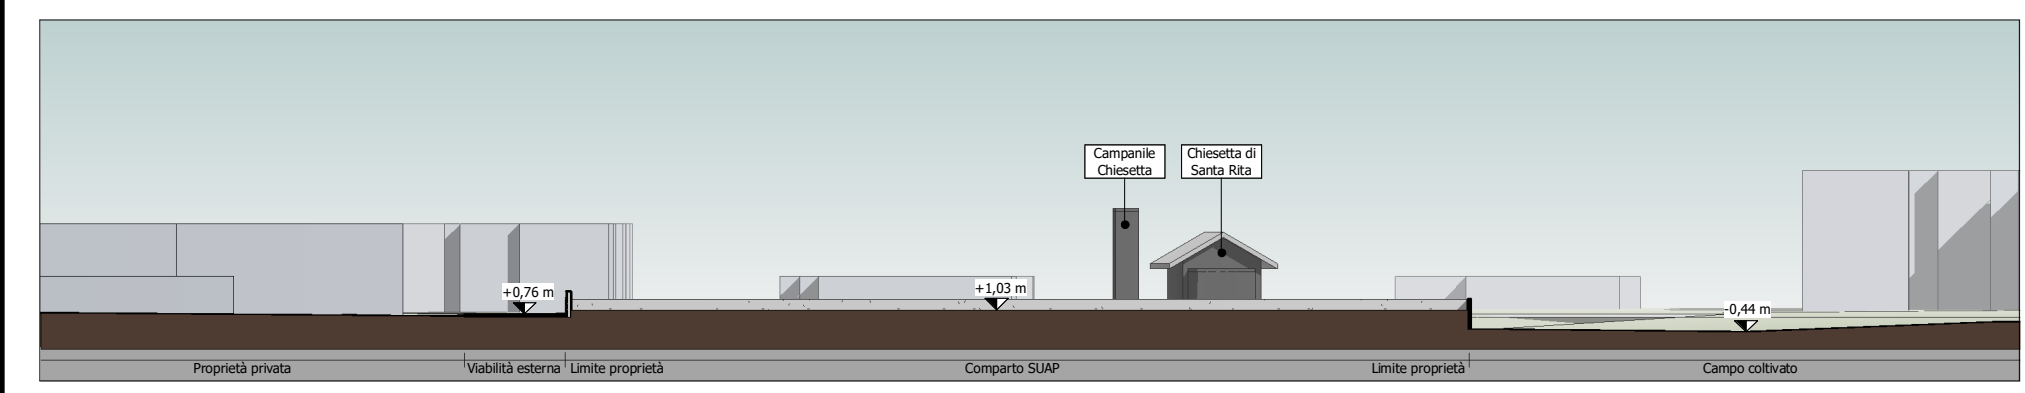 Campanile
Chiesetta
Chiesetta di
Santa Rita
+0,76 m
+1,03 m
-0,44 m
Proprietà privata
Viabilità esterna
Limite proprietà
Comparto SUAP
Limite proprietà
Campo coltivato